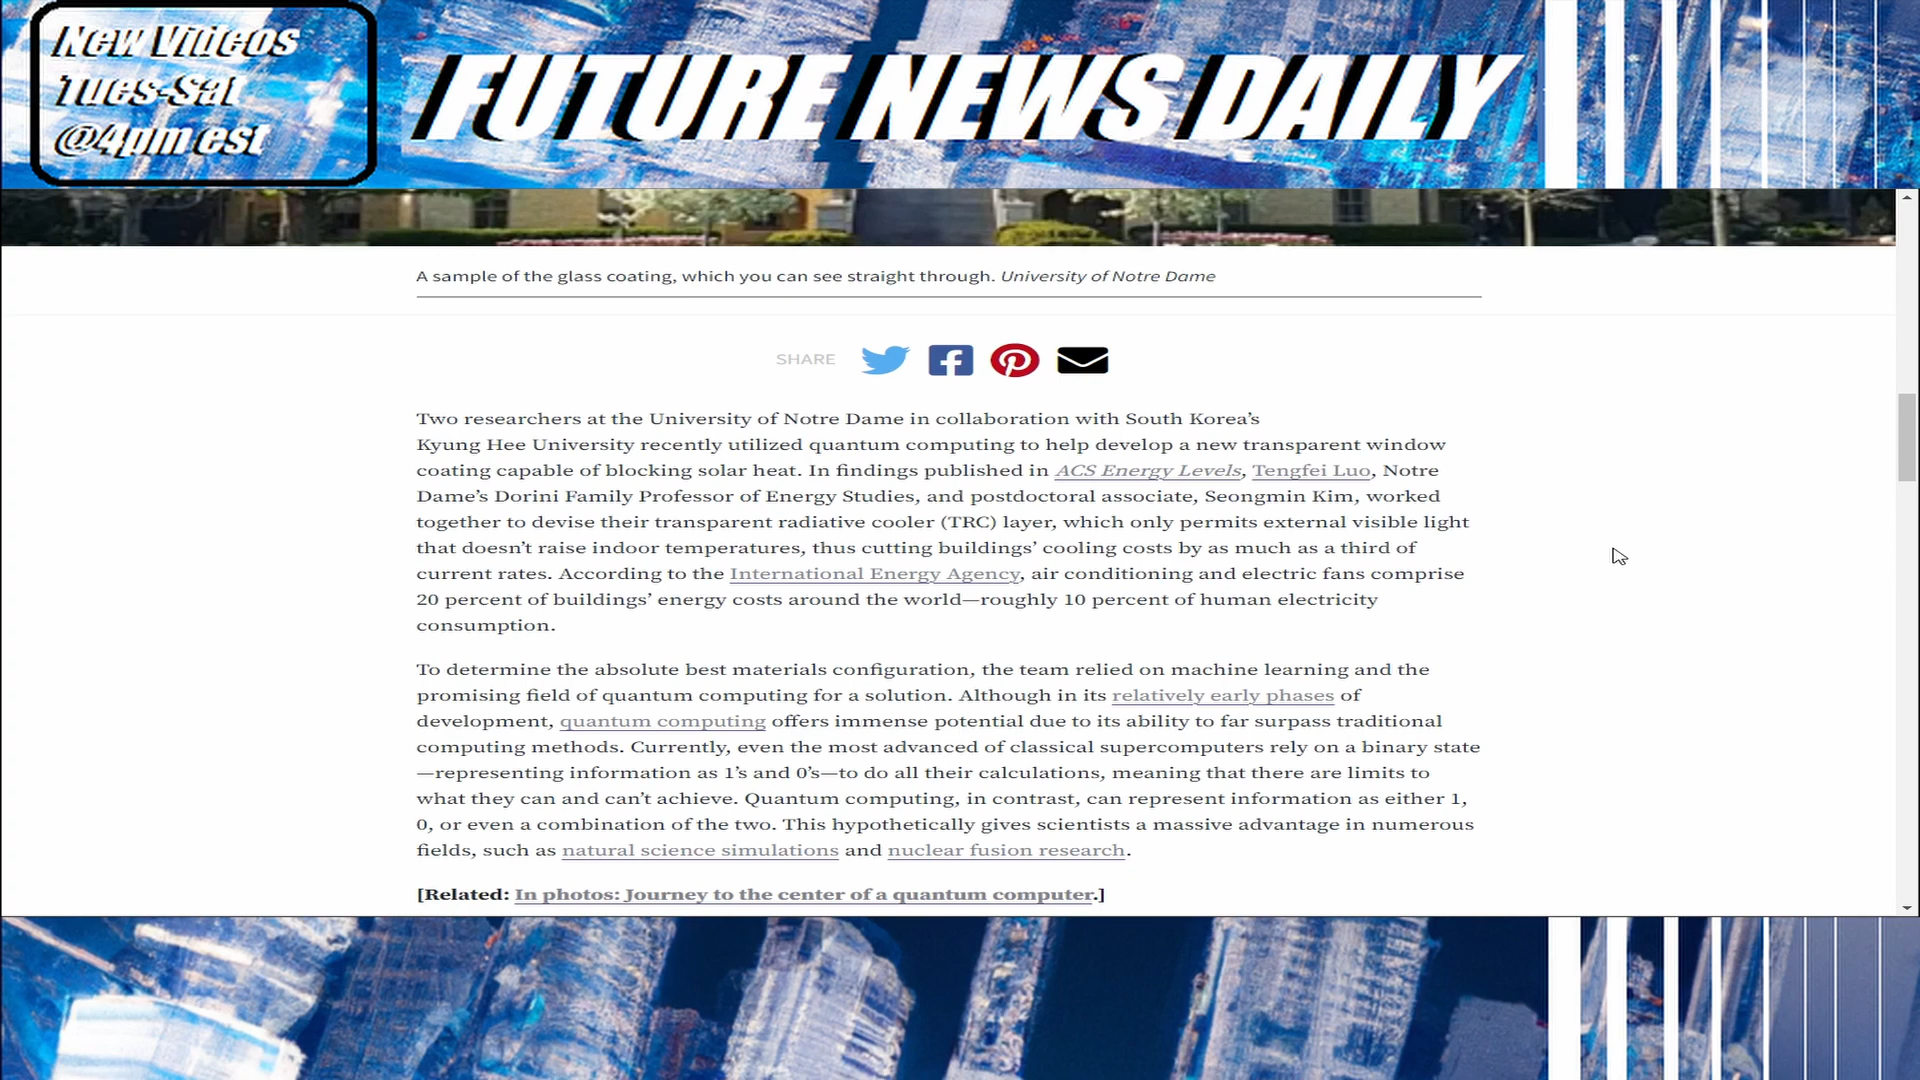 New Videos
Tues-Sat
@4pm est
FUTURE NEWS DAILY
A sample of the glass coating, which you can see straight through. University of Notre Dame
SHARE
Two researchers at the University of Notre Dame in collaboration with South Korea’s
Kyung Hee University recently utilized quantum computing to help develop a new transparent window
coating capable of blocking solar heat. In findings published in ACS Energy Levels, Tengfei Luo, Notre
Dame’s Dorini Family Professor of Energy Studies, and postdoctoral associate, Seongmin Kim, worked
together to devise their transparent radiative cooler (TRC) layer, which only permits external visible light
that doesn’t raise indoor temperatures, thus cutting buildings’ cooling costs by as much as a third of
current rates. According to the International Energy Agency, air conditioning and electric fans comprise
20 percent of buildings’ energy costs around the world—roughly 10 percent of human electricity
consumption.
To determine the absolute best materials configuration, the team relied on machine learning and the
promising field of quantum computing for a solution. Although in its relatively early phases of
development, quantum computing offers immense potential due to its ability to far surpass traditional
computing methods. Currently, even the most advanced of classical supercomputers rely on a binary state
—representing information as 1’s and 0’s—to do all their calculations, meaning that there are limits to
what they can and can’t achieve. Quantum computing, in contrast, can represent information as either 1,
0, or even a combination of the two. This hypothetically gives scientists a massive advantage in numerous
fields, such as natural science simulations and nuclear fusion research.
[Related: In photos: Journey to the center of a quantum computer.]